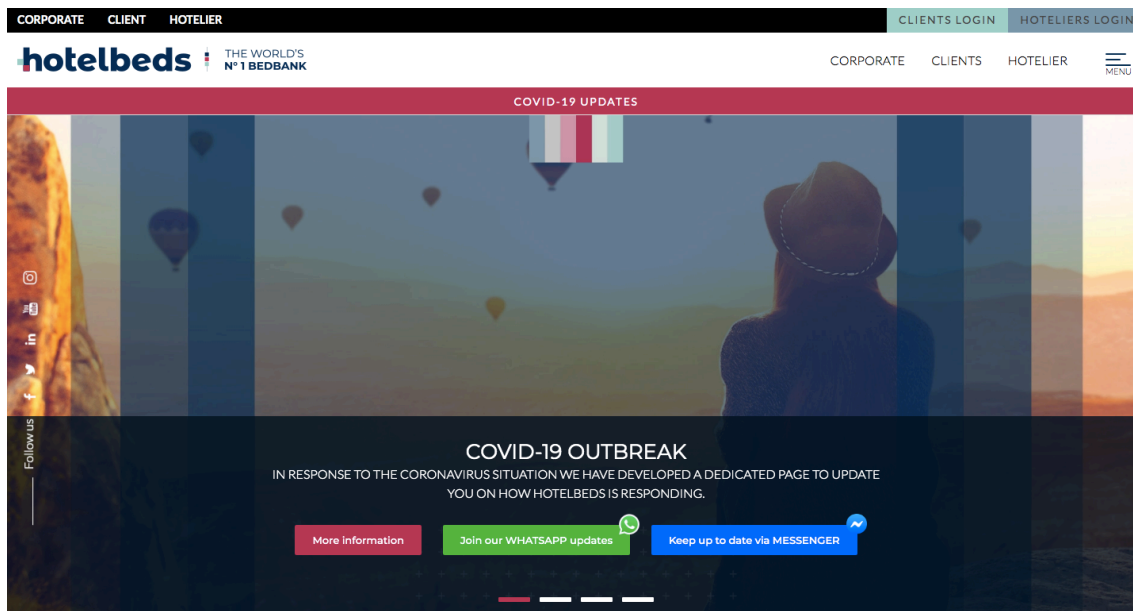 CORPORATE CLIENT HOTELIER CLIENTS LOGIN HOTELIERS LOGIN
hotelbeds THE WORLD'S
Nº 1 BEDBANK
CORPORATE CLIENTS HOTELIER MENU
COVID-19 UPDATES
Follow us
COVID-19 OUTBREAK
IN RESPONSE TO THE CORONAVIRUS SITUATION WE HAVE DEVELOPED A DEDICATED PAGE TO UPDATE
YOU ON HOW HOTELBEDS IS RESPONDING.
More information Join our WHATSAPP updates Keep up to date via MESSENGER